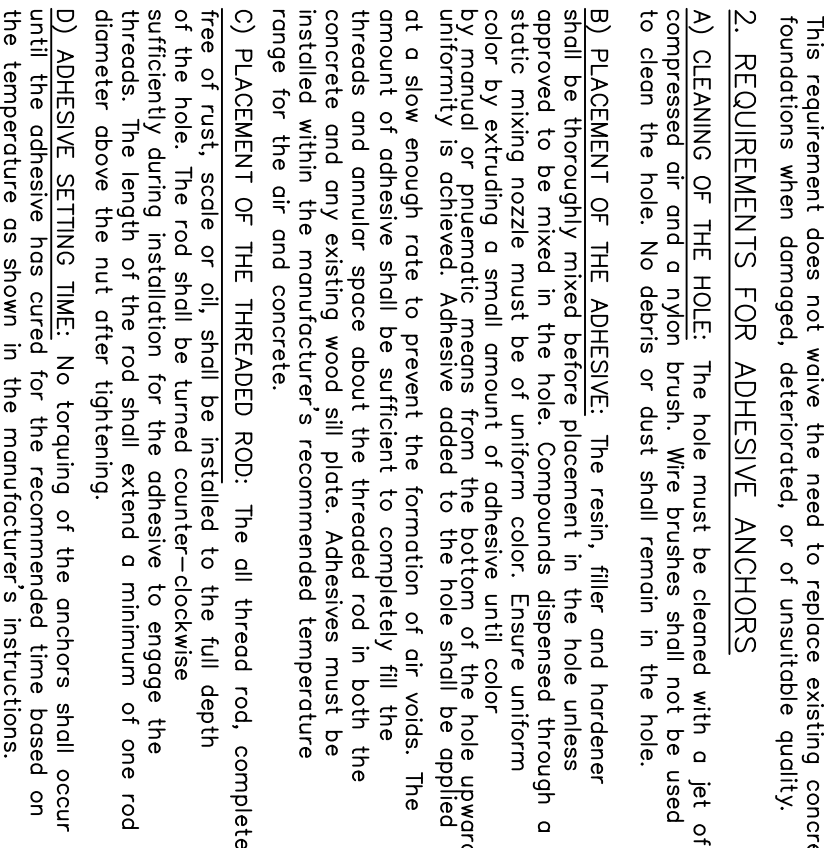 This requirement does not waive the need to replace existing
foundations when damaged, deteriorated, or of unsuitable quality.
2. REQUIREMENTS FOR ADHESIVE ANCHORS
A) CLEANING OF THE HOLE: The hole must be cleaned with a jet of
compressed air and a nylon brush. Wire brushes shall not be used
to clean the hole. No debris or dust shall remain in the hole.
B) PLACEMENT OF THE ADHESIVE: The resin, filler and hardener
shall be thoroughly mixed before placement in the hole unless
approved to be mixed in the hole. Compounds dispensed through a
static mixing nozzle must be of uniform color. Ensure uniform
color by extruding a small amount of adhesive until color
by manual or pnuematic means from the bottom of the hole upward
uniformity is achieved. Adhesive added to the hole shall be applied
at a slow enough rate to prevent the formation of air voids. The
amount of adhesive shall be sufficient to completely fill the
threads and annular space about the threaded rod in both the
concrete and any existing wood sill plate. Adhesives must be
installed within the manufacturer's recommended temperature
range for the air and concrete.
C) PLACEMENT OF THE THREADED ROD: The all thread rod, complete
free of rust, scale or oil, shall be installed to the full depth
of the hole. The rod shall be turned counter-clockwise
sufficiently during installation for the adhesive to engage the
threads. The length of the rod shall extend a minimum of one rod
diameter above the nut after tightening.
D) ADHESIVE SETTING TIME: No torquing of the anchors shall occur
until the adhesive has cured for the recommended time based on
the temperature as shown in the manufacturer's instructions.